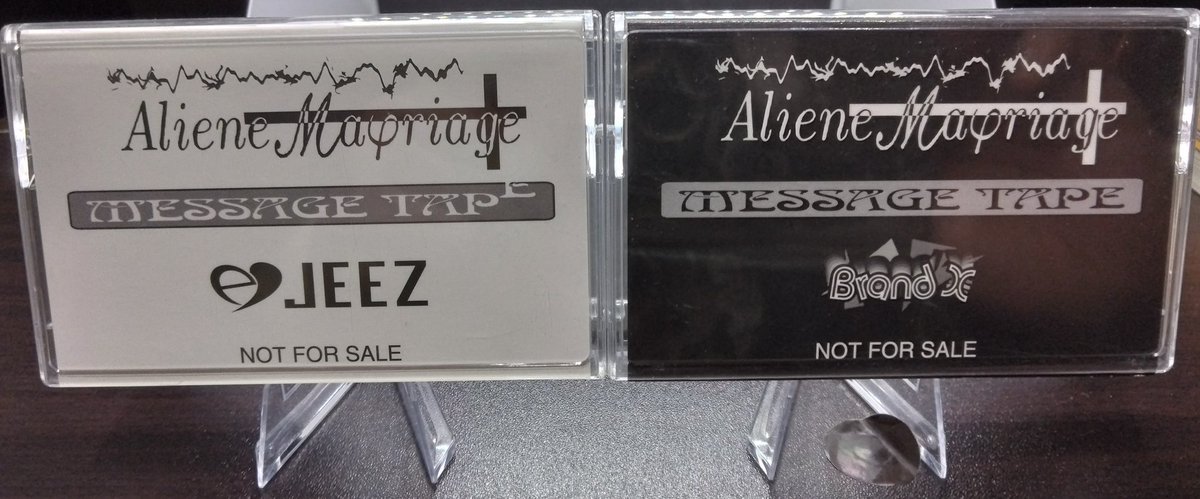 Aliene Maφriage
MESSAGE TAPE
JEEZ
NOT FOR SALE
Aliene Maφriage
MESSAGE TAPE
Brand X
NOT FOR SALE